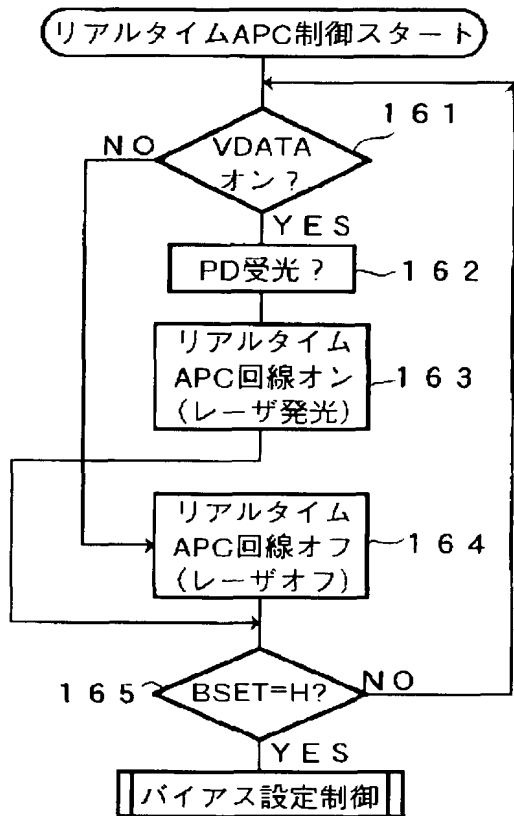 リアルタイムAPC制御スタート
161
NO
VDATA
オン?
YES
PD受光?
162
リアルタイム
APC回線オン
(レーザ発光)
163
リアルタイム
APC回線オフ
(レーザオフ)
164
165
BSET=H?
NO
YES
バイアス設定制御